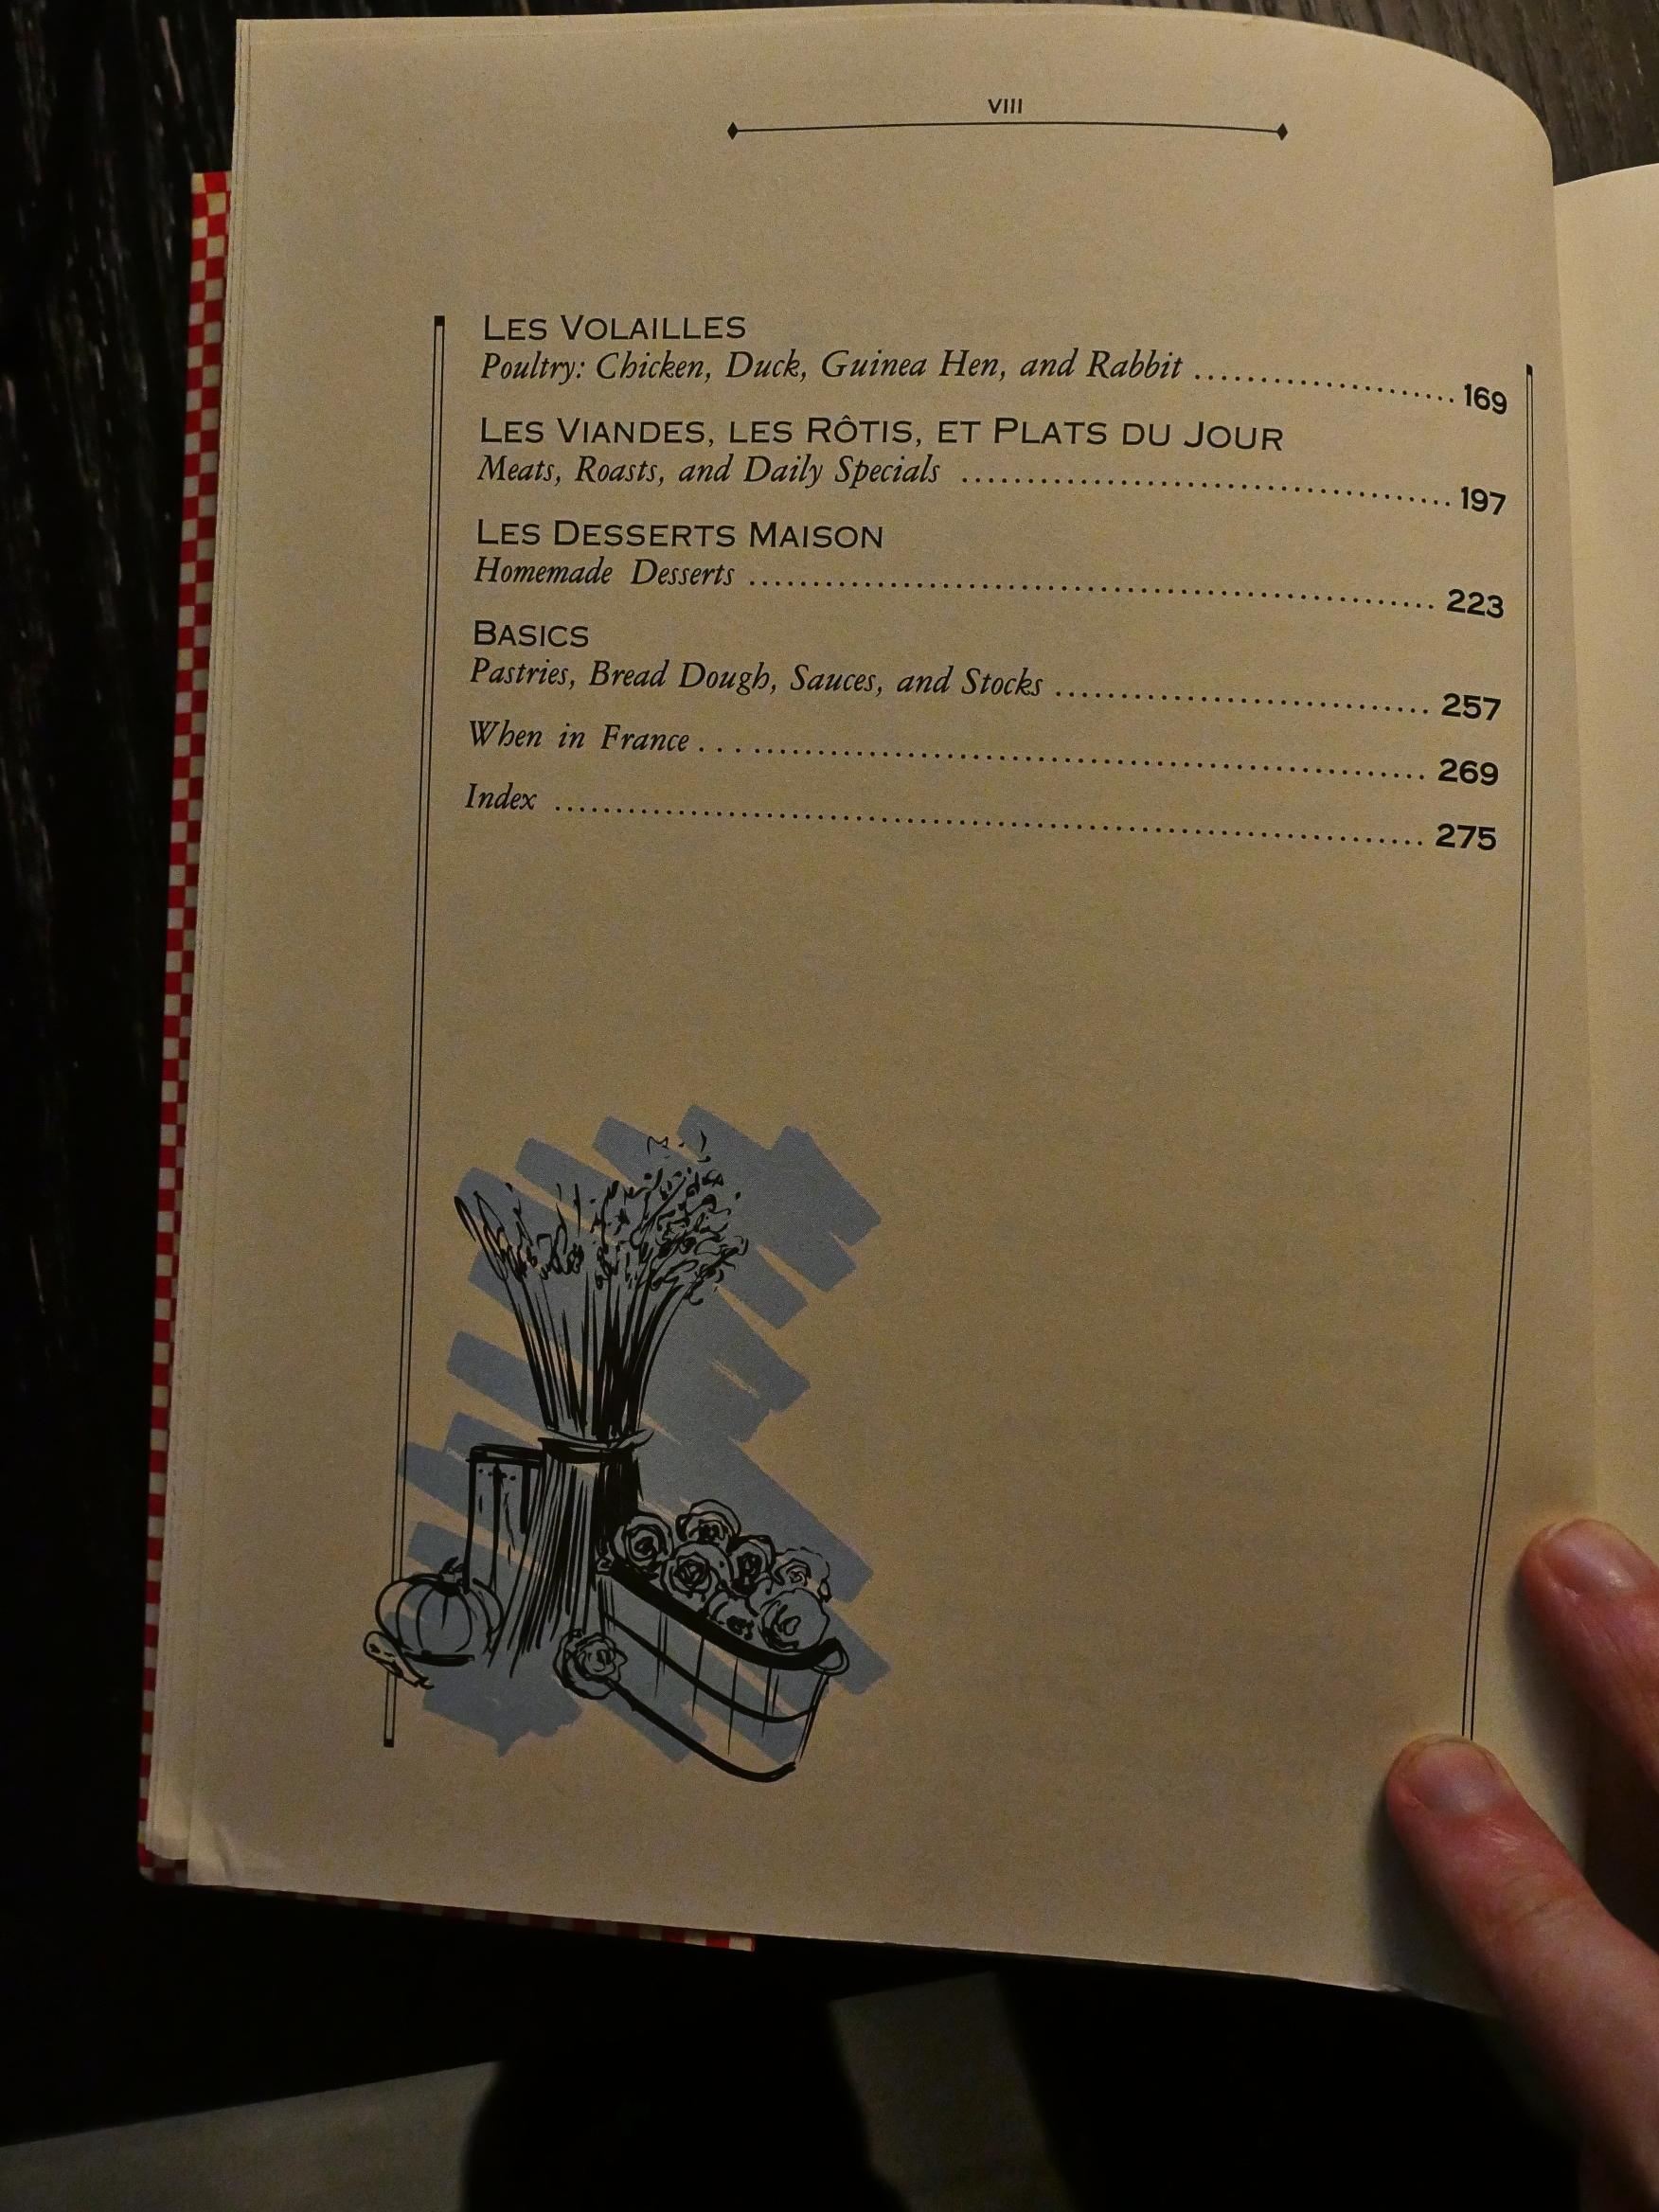 VIII
LES VOLAILLES
Poultry: Chicken, Duck, Guinea Hen, and Rabbit ........................ 169
LES VIANDES, LES RÔTIS, ET PLATS DU JOUR
Meats, Roasts, and Daily Specials ........................................ 197
LES DESSERTS MAISON
Homemade Desserts ........................................................ 223
BASICS
Pastries, Bread Dough, Sauces, and Stocks .............................. 257
When in France ............................................................ 269
Index ...................................................................... 275